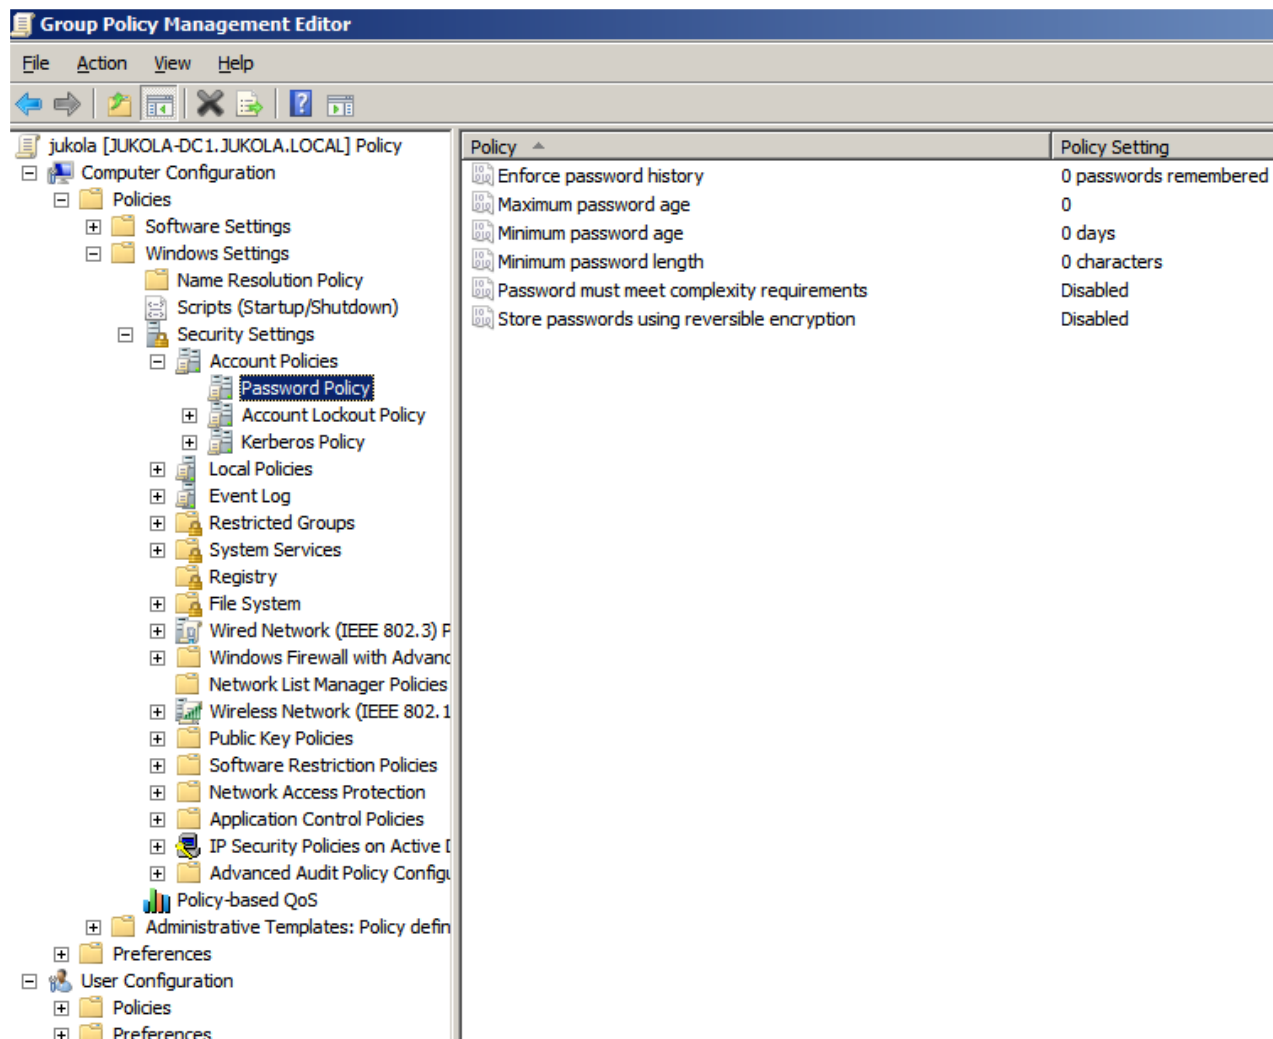 Group Policy Management Editor
File Action View Help
jukola [JUKOLA-DC1.JUKOLA.LOCAL] Policy
Computer Configuration
Policies
Software Settings
Windows Settings
Name Resolution Policy
Scripts (Startup/Shutdown)
Security Settings
Account Policies
Password Policy
Account Lockout Policy
Kerberos Policy
Local Policies
Event Log
Restricted Groups
System Services
Registry
File System
Wired Network (IEEE 802.3) P
Windows Firewall with Advanc
Network List Manager Policies
Wireless Network (IEEE 802.1
Public Key Policies
Software Restriction Policies
Network Access Protection
Application Control Policies
IP Security Policies on Active D
Advanced Audit Policy Configu
Policy-based QoS
Administrative Templates: Policy defin
Preferences
User Configuration
Policies
Preferences
Policy Policy Setting
Enforce password history 0 passwords remembered
Maximum password age 0
Minimum password age 0 days
Minimum password length 0 characters
Password must meet complexity requirements Disabled
Store passwords using reversible encryption Disabled